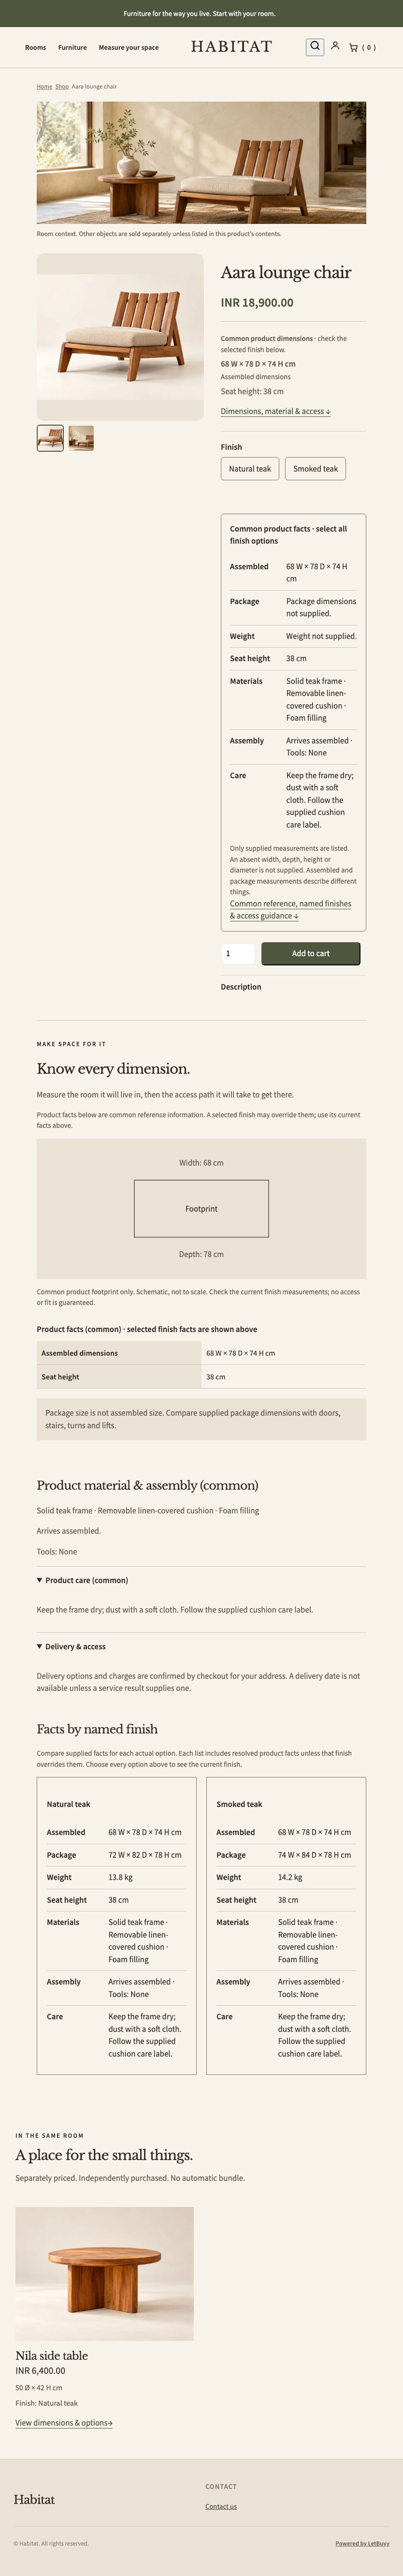 Furniture for the way you live. Start with your room.
Rooms Furniture Measure your space
HABITAT
( 0 )
Home Shop Aara lounge chair
Room context. Other objects are sold separately unless listed in this product's contents.
Aara lounge chair
INR 18,900.00
Common product dimensions · check the
selected finish below.
68 W × 78 D × 74 H cm
Assembled dimensions
Seat height: 38 cm
Dimensions, material & access ↓
Finish
Natural teak
Smoked teak
Common product facts · select all
finish options
Assembled 68 W × 78 D × 74 H
cm
Package Package dimensions
not supplied.
Weight Weight not supplied.
Seat height 38 cm
Materials Solid teak frame ·
Removable linen-
covered cushion ·
Foam filling
Assembly Arrives assembled ·
Tools: None
Care Keep the frame dry;
dust with a soft
cloth. Follow the
supplied cushion
care label.
Only supplied measurements are listed.
An absent width, depth, height or
diameter is not supplied. Assembled and
package measurements describe different
things.
Common reference, named finishes
& access guidance ↓
1
Add to cart
Description
MAKE SPACE FOR IT
Know every dimension.
Measure the room it will live in, then the access path it will take to get there.
Product facts below are common reference information. A selected finish may override them; use its current
facts above.
Width: 68 cm
Footprint
Depth: 78 cm
Common product footprint only. Schematic, not to scale. Check the current finish measurements; no access
or fit is guaranteed.
Product facts (common) · selected finish facts are shown above
Assembled dimensions 68 W × 78 D × 74 H cm
Seat height 38 cm
Package size is not assembled size. Compare supplied package dimensions with doors,
stairs, turns and lifts.
Product material & assembly (common)
Solid teak frame · Removable linen-covered cushion · Foam filling
Arrives assembled.
Tools: None
▼ Product care (common)
Keep the frame dry; dust with a soft cloth. Follow the supplied cushion care label.
▼ Delivery & access
Delivery options and charges are confirmed by checkout for your address. A delivery date is not
available unless a service result supplies one.
Facts by named finish
Compare supplied facts for each actual option. Each list includes resolved product facts unless that finish
overrides them. Choose every option above to see the current finish.
Natural teak
Assembled 68 W × 78 D × 74 H cm
Package 72 W × 82 D × 78 H cm
Weight 13.8 kg
Seat height 38 cm
Materials Solid teak frame ·
Removable linen-
covered cushion ·
Foam filling
Assembly Arrives assembled ·
Tools: None
Care Keep the frame dry;
dust with a soft cloth.
Follow the supplied
cushion care label.
Smoked teak
Assembled 68 W × 78 D × 74 H cm
Package 74 W × 84 D × 78 H cm
Weight 14.2 kg
Seat height 38 cm
Materials Solid teak frame ·
Removable linen-
covered cushion ·
Foam filling
Assembly Arrives assembled ·
Tools: None
Care Keep the frame dry;
dust with a soft cloth.
Follow the supplied
cushion care label.
IN THE SAME ROOM
A place for the small things.
Separately priced. Independently purchased. No automatic bundle.
Nila side table
INR 6,400.00
50 Ø × 42 H cm
Finish: Natural teak
View dimensions & options→
Habitat
CONTACT
Contact us
© Habitat. All rights reserved.
Powered by LetBuyy